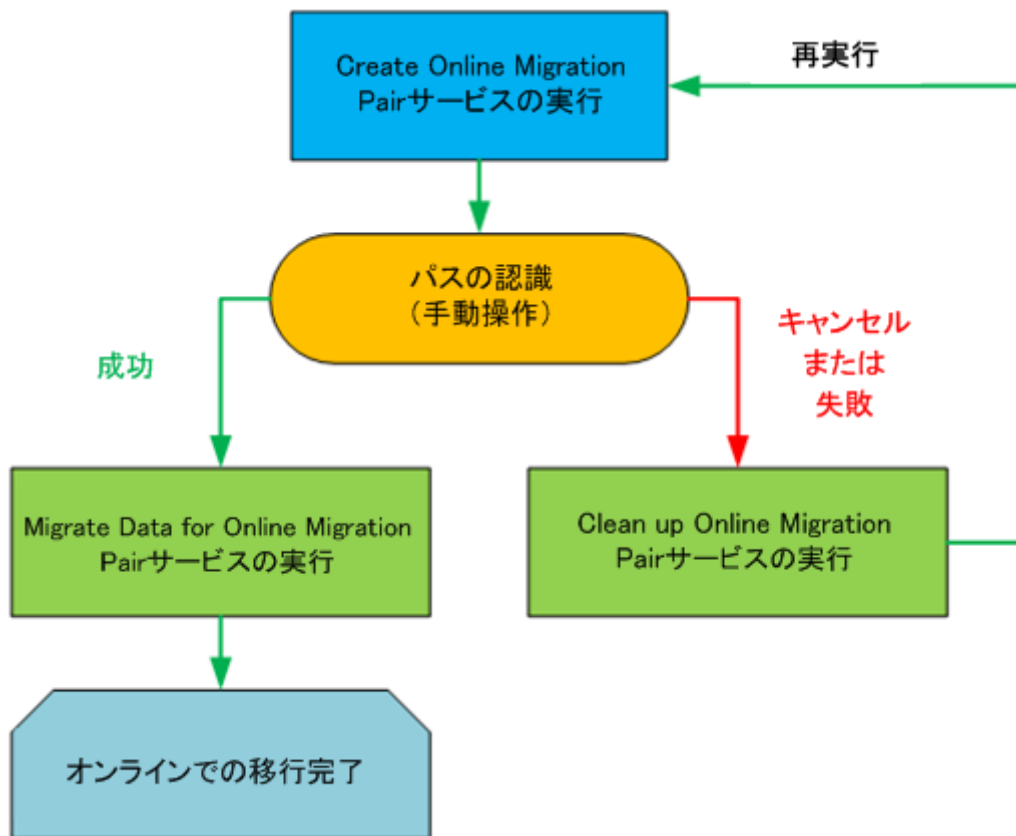 Create Online Migration
Pairサービスの実行
再実行
パスの認識
（手動操作）
成功
キャンセル
または
失敗
Migrate Data for Online Migration
Pairサービスの実行
Clean up Online Migration
Pairサービスの実行
オンラインでの移行完了